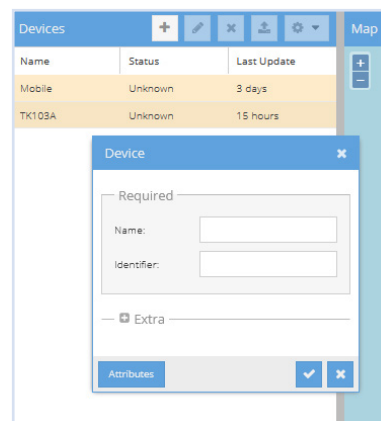 Devices
Map
Name Status Last Update
Mobile Unknown 3 days
TK103A Unknown 15 hours
Device
Required
Name:
Identifier:
Extra
Attributes